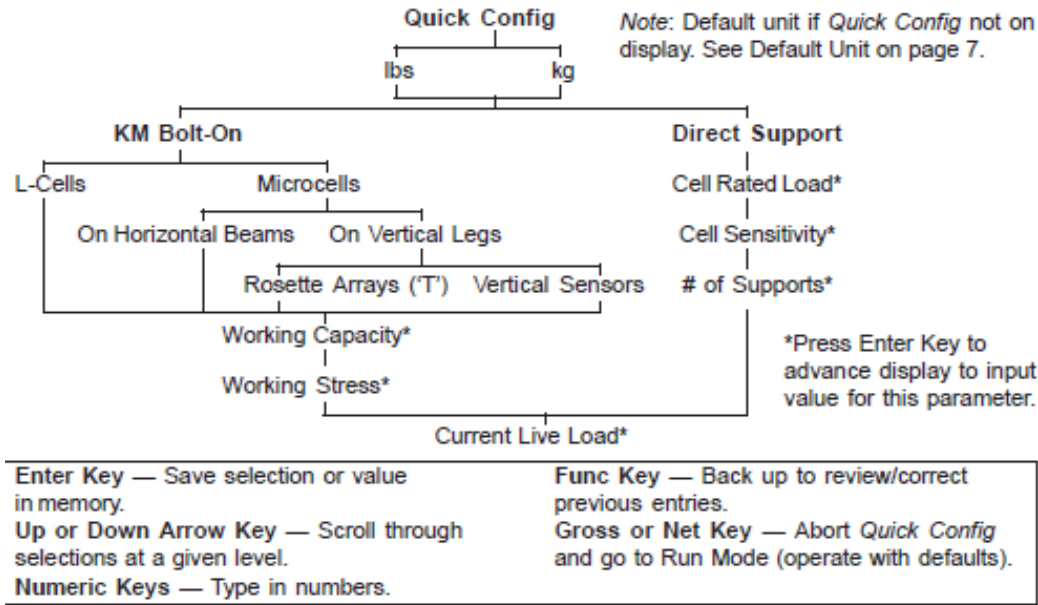 Quick Config
Note: Default unit if Quick Config not on
display. See Default Unit on page 7.
lbs kg
KM Bolt-On Direct Support
L-Cells Microcells Cell Rated Load*
On Horizontal Beams On Vertical Legs Cell Sensitivity*
Rosette Arrays (‘T’) Vertical Sensors # of Supports*
Working Capacity*
*Press Enter Key to
advance display to input
value for this parameter.
Working Stress*
Current Live Load*
Enter Key — Save selection or value
in memory.
Up or Down Arrow Key — Scroll through
selections at a given level.
Numeric Keys — Type in numbers.
Func Key — Back up to review/correct
previous entries.
Gross or Net Key — Abort Quick Config
and go to Run Mode (operate with defaults).